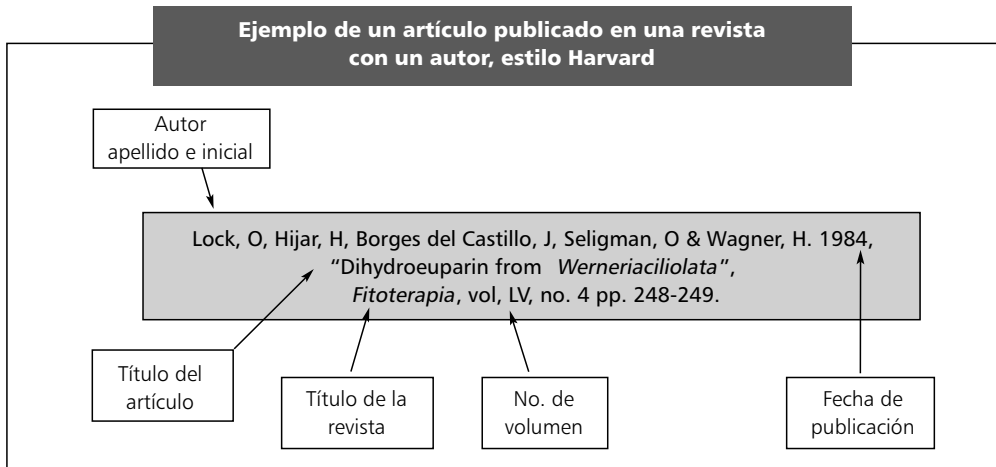 Ejemplo de un artículo publicado en una revista
con un autor, estilo Harvard
Autor
apellido e inicial
Lock, O, Hijar, H, Borges del Castillo, J, Seligman, O & Wagner, H. 1984,
“Dihydroeuparin from Werneriaciliolata”,
Fitoterapia, vol, LV, no. 4 pp. 248-249.
Título del
artículo
Título de la
revista
No. de
volumen
Fecha de
publicación